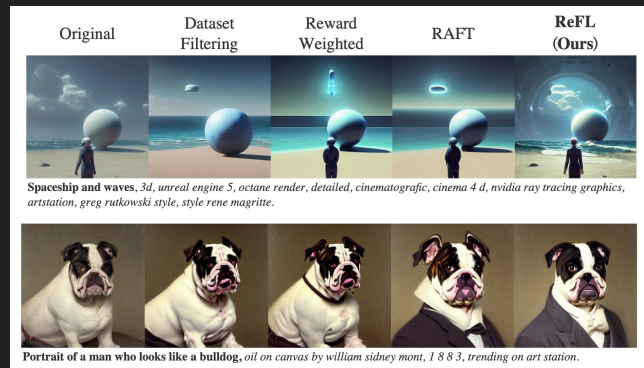 Original
Dataset
Filtering
Reward
Weighted
RAFT
ReFL
(Ours)
Spaceship and waves, 3d, unreal engine 5, octane render, detailed, cinematografic, cinema 4 d, nvidia ray tracing graphics,
artstation, greg rutkowski style, style rene magritte.
Portrait of a man who looks like a bulldog, oil on canvas by william sidney mont, 1 8 8 3, trending on art station.